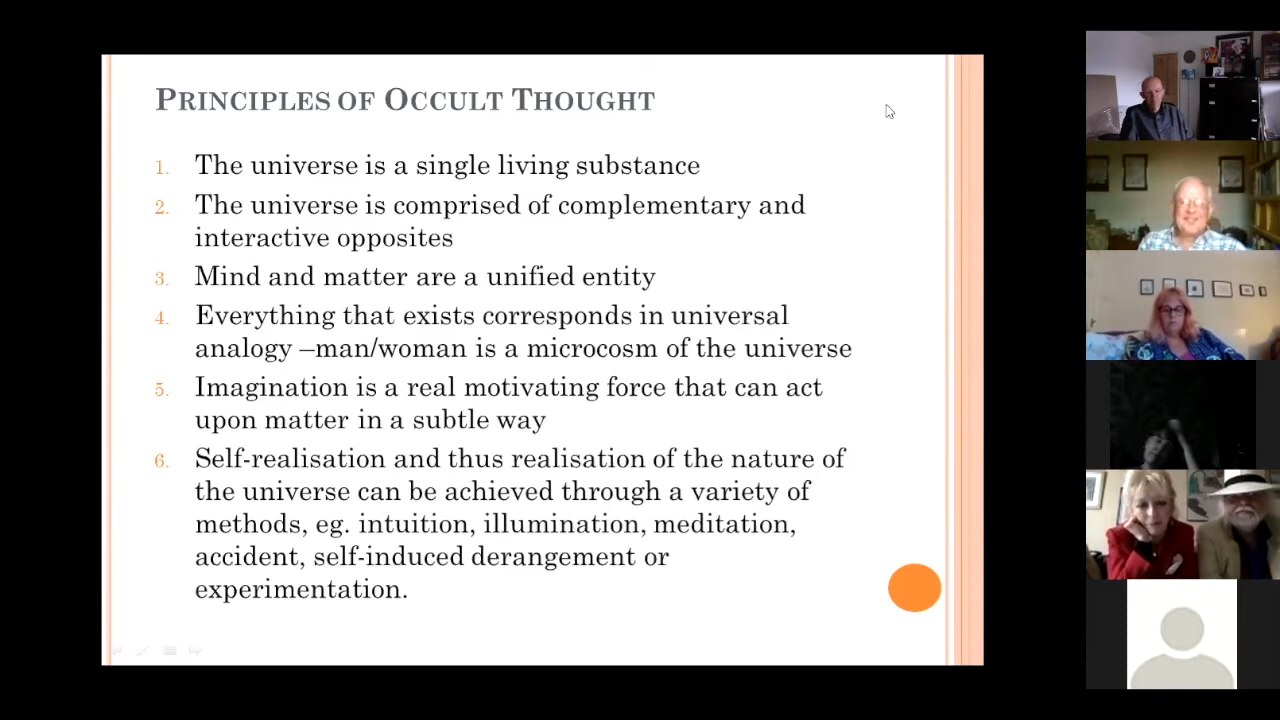 PRINCIPLES OF OCCULT THOUGHT
1. The universe is a single living substance
2. The universe is comprised of complementary and
interactive opposites
3. Mind and matter are a unified entity
4. Everything that exists corresponds in universal
analogy –man/woman is a microcosm of the universe
5. Imagination is a real motivating force that can act
upon matter in a subtle way
6. Self-realisation and thus realisation of the nature of
the universe can be achieved through a variety of
methods, eg. intuition, illumination, meditation,
accident, self-induced derangement or
experimentation.